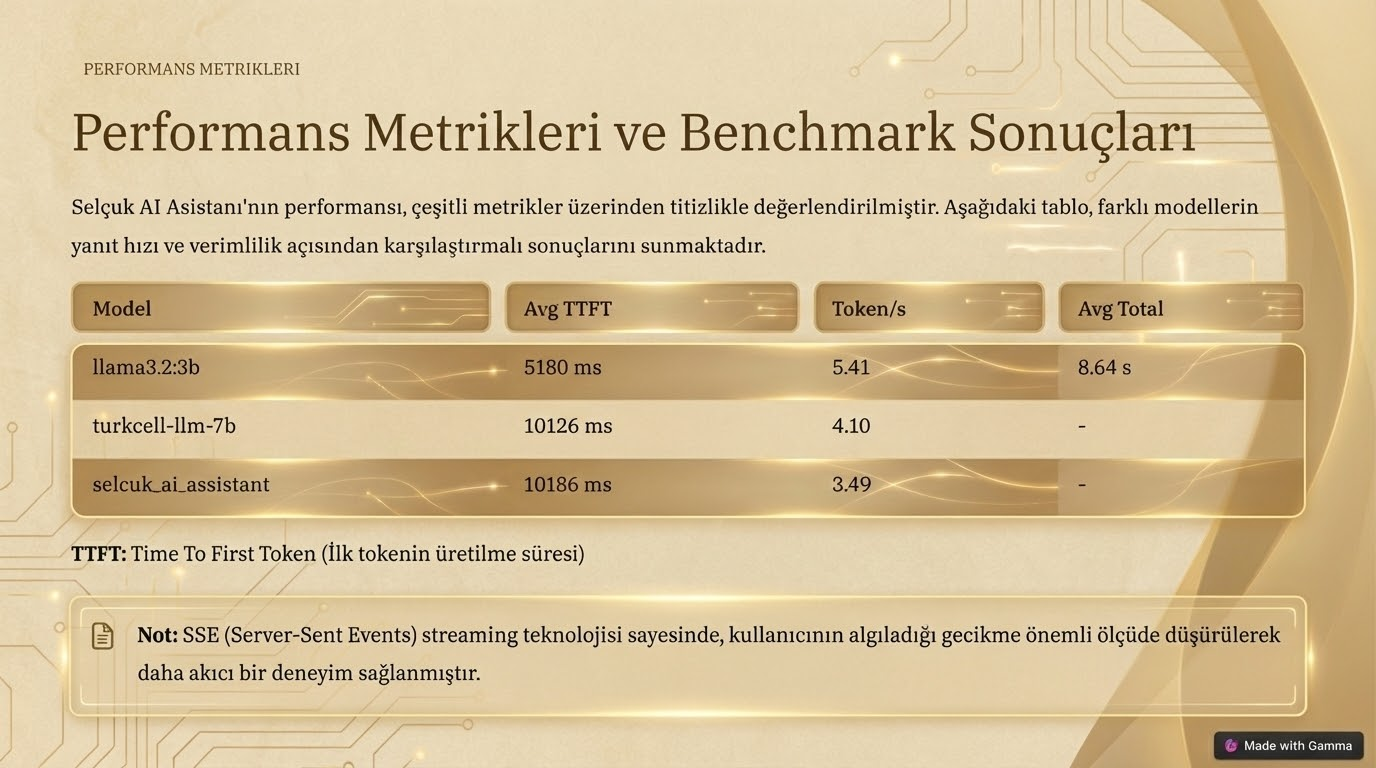 PERFORMANS METRIKLERI
Performans Metrikleri ve Benchmark Sonuçları
Selçuk AI Asistanı'nın performansı, çeşitli metrikler üzerinden titizlikle değerlendirilmiştir. Aşağıdaki tablo, farklı modellerin
yanıt hızı ve verimlilik açısından karşılaştırmalı sonuçlarını sunmaktadır.
Model Avg TTFT Token/s Avg Total
llama3.2:3b 5180 ms 5.41 8.64 s
turkcell-llm-7b 10126 ms 4.10 -
selcuk_ai_assistant 10186 ms 3.49 -
TTFT: Time To First Token (İlk tokenin üretilme süresi)
Not: SSE (Server-Sent Events) streaming teknolojisi sayesinde, kullanıcının algıladığı gecikme önemli ölçüde düşürülerek
daha akıcı bir deneyim sağlanmıştır.
Made with Gamma